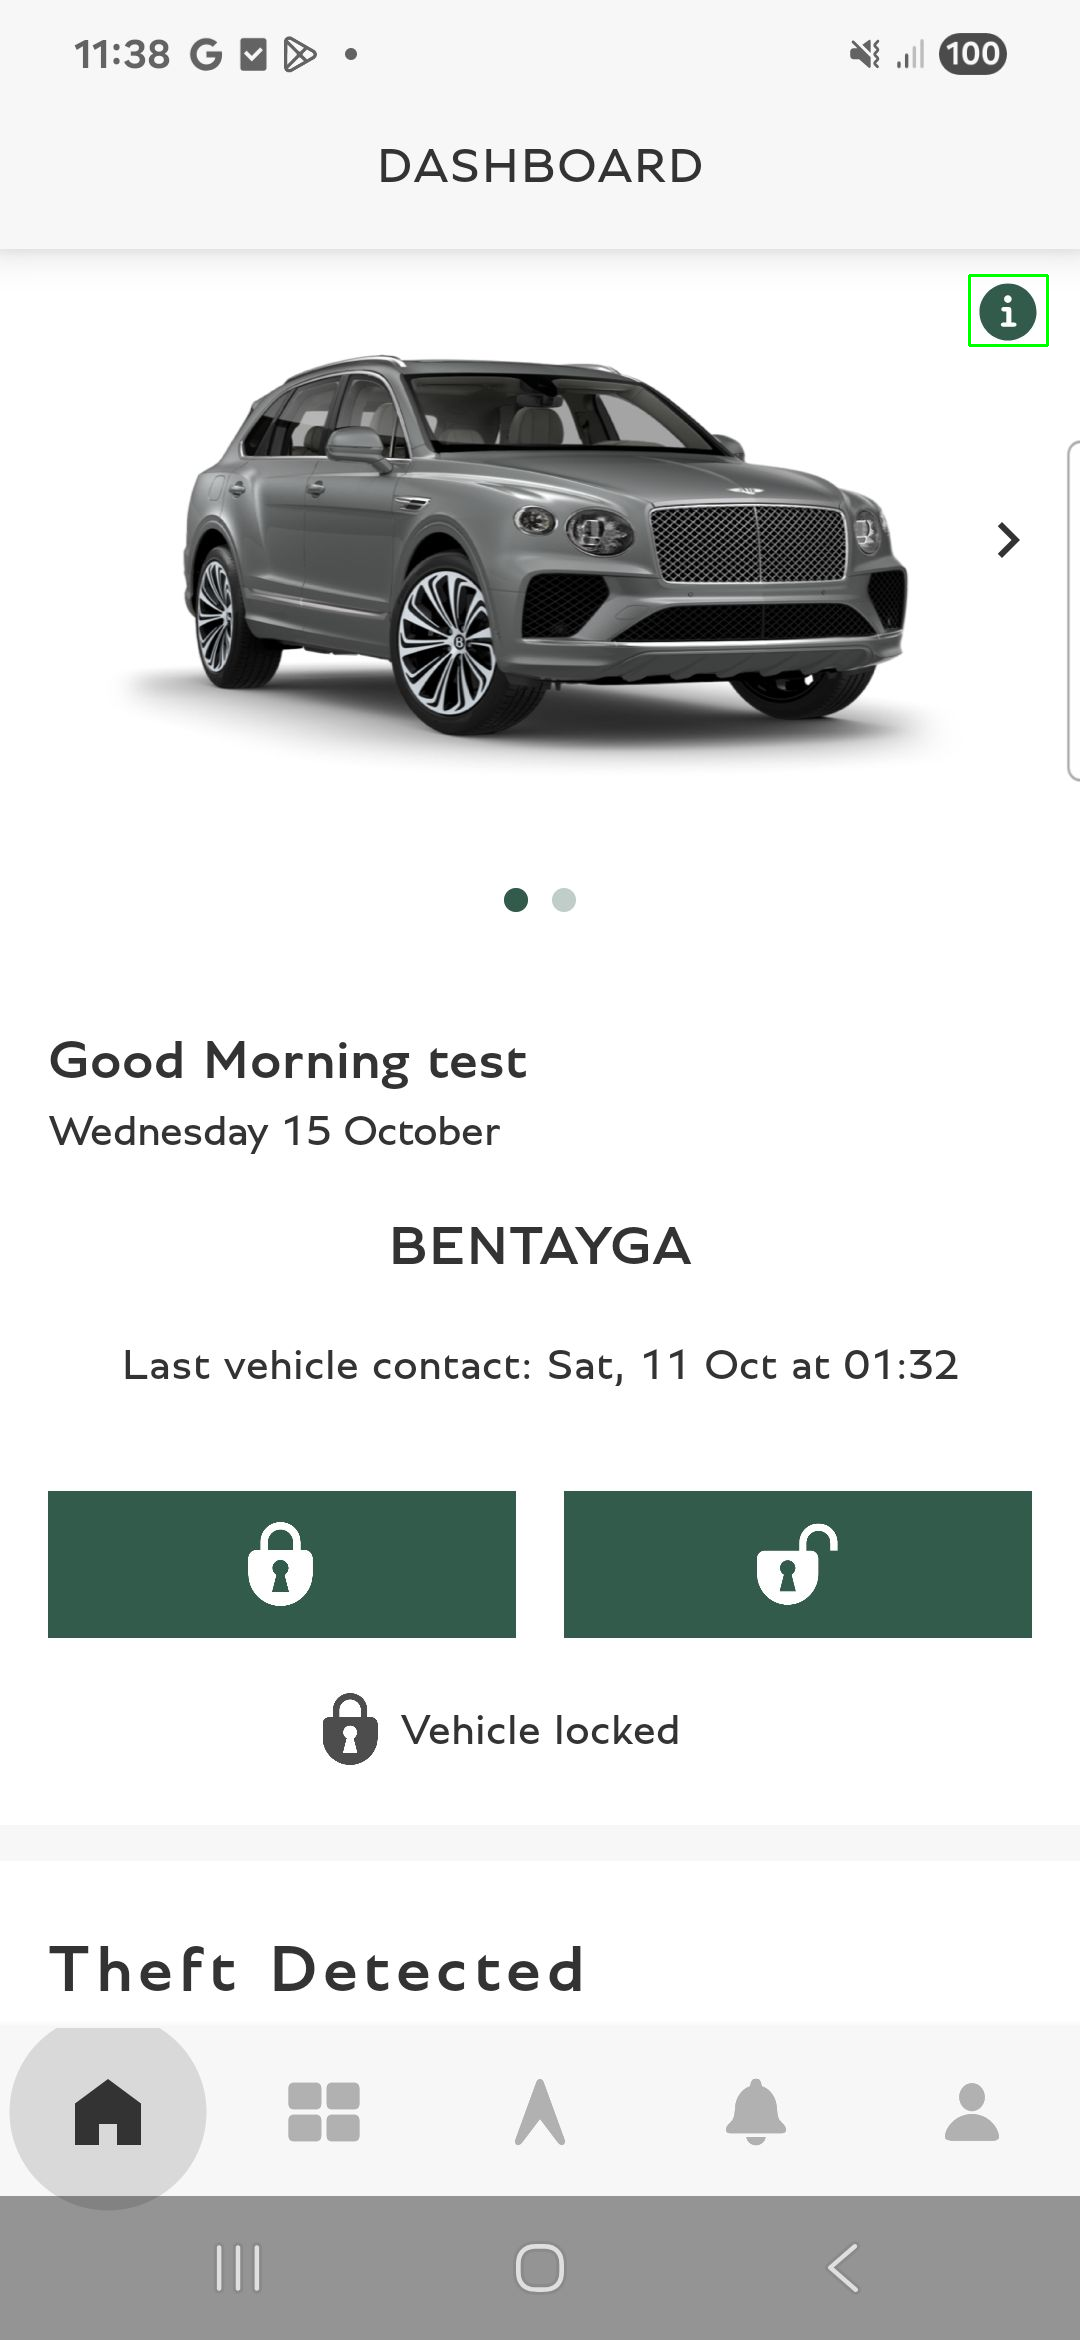 11:38
100
DASHBOARD
Good Morning test
Wednesday 15 October
BENTAYGA
Last vehicle contact: Sat, 11 Oct at 01:32
Vehicle locked
Theft Detected